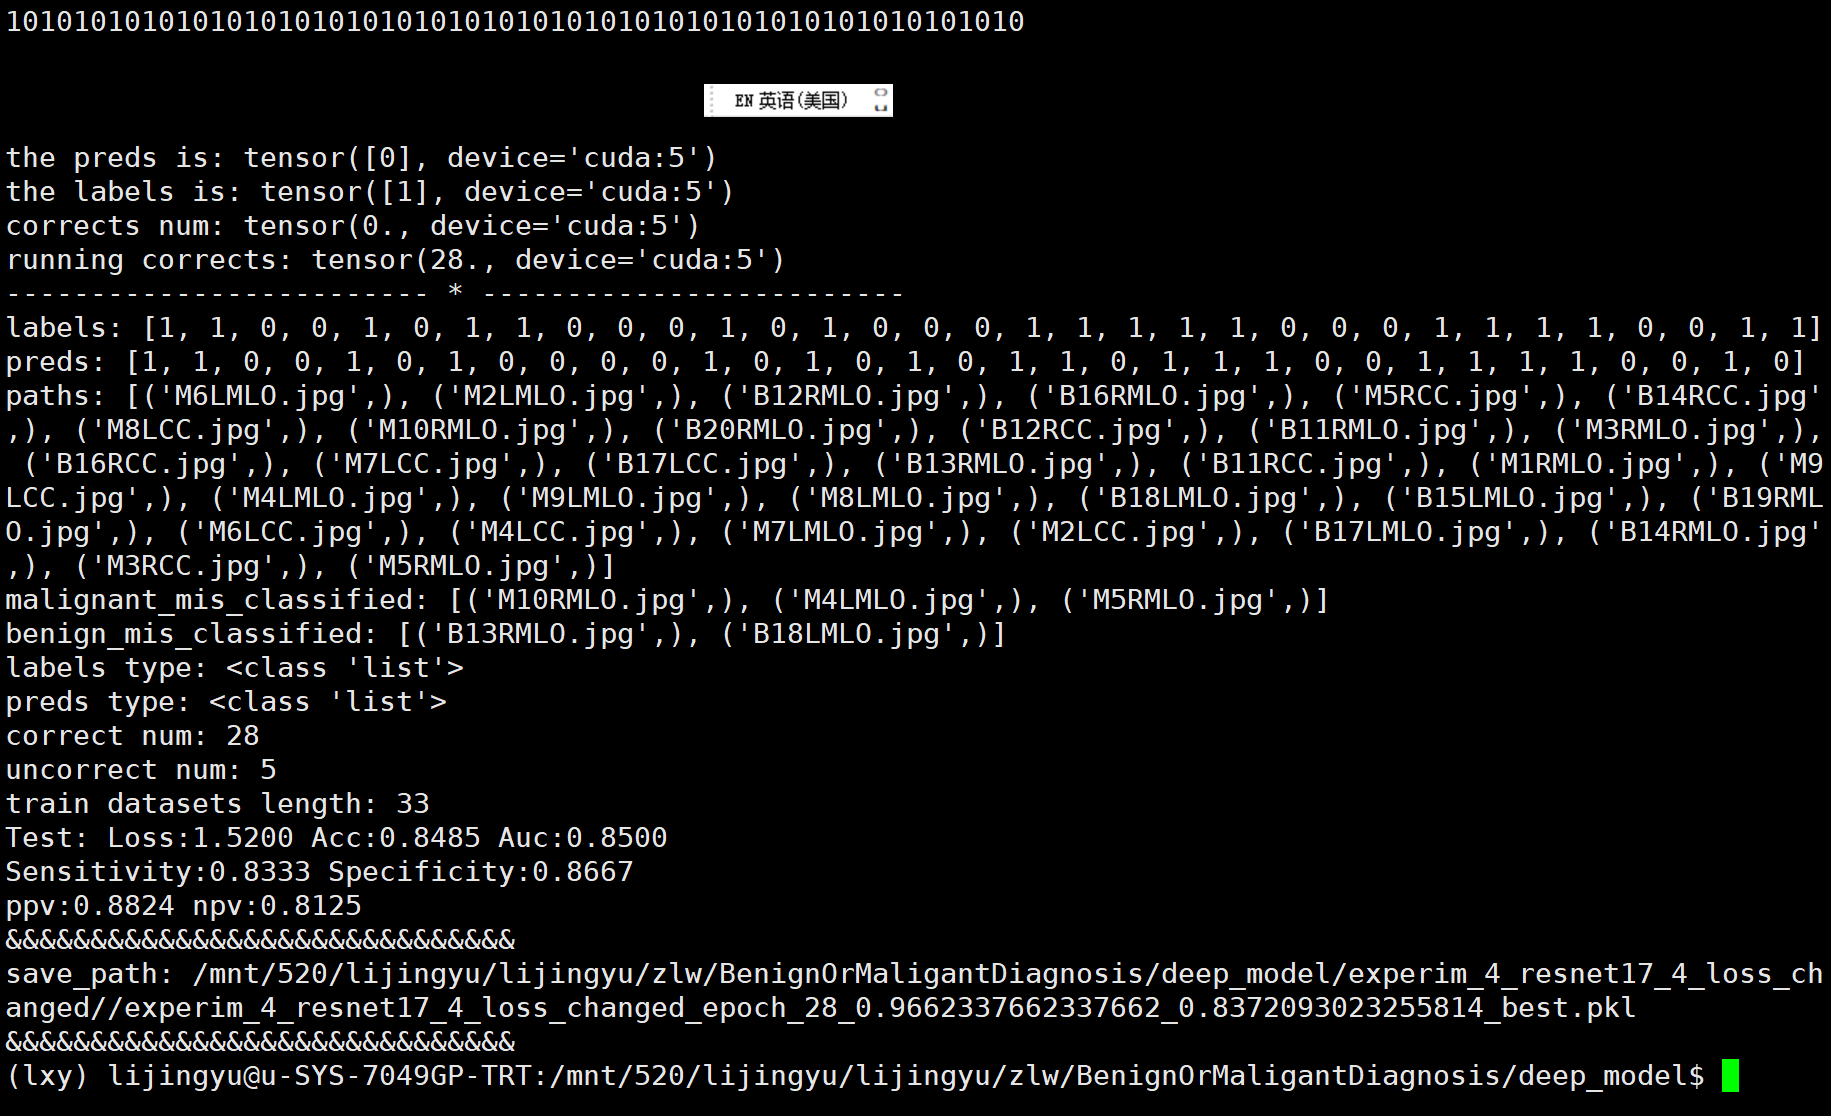 101010101010101010101010101010101010101010101010101010101010
EN 英语(美国)
the preds is: tensor([0], device='cuda:5')
the labels is: tensor([1], device='cuda:5')
corrects num: tensor(0., device='cuda:5')
running corrects: tensor(28., device='cuda:5')
------------------------- * -------------------------
labels: [1, 1, 0, 0, 1, 0, 1, 1, 0, 0, 0, 1, 0, 1, 0, 0, 0, 1, 1, 1, 1, 1, 0, 0, 0, 1, 1, 1, 1, 0, 0, 1, 1]
preds: [1, 1, 0, 0, 1, 0, 1, 0, 0, 0, 0, 1, 0, 1, 0, 1, 0, 1, 1, 0, 1, 1, 1, 0, 0, 1, 1, 1, 1, 0, 0, 1, 0]
paths: [('M6LMLO.jpg',), ('M2LMLO.jpg',), ('B12RMLO.jpg',), ('B16RMLO.jpg',), ('M5RCC.jpg',), ('B14RCC.jpg'
,), ('M8LCC.jpg',), ('M10RMLO.jpg',), ('B20RMLO.jpg',), ('B12RCC.jpg',), ('B11RMLO.jpg',), ('M3RMLO.jpg',),
 ('B16RCC.jpg',), ('M7LCC.jpg',), ('B17LCC.jpg',), ('B13RMLO.jpg',), ('B11RCC.jpg',), ('M1RMLO.jpg',), ('M9
LCC.jpg',), ('M4LMLO.jpg',), ('M9LMLO.jpg',), ('M8LMLO.jpg',), ('B18LMLO.jpg',), ('B15LMLO.jpg',), ('B19RML
O.jpg',), ('M6LCC.jpg',), ('M4LCC.jpg',), ('M7LMLO.jpg',), ('M2LCC.jpg',), ('B17LMLO.jpg',), ('B14RMLO.jpg'
,), ('M3RCC.jpg',), ('M5RMLO.jpg',)]
malignant_mis_classified: [('M10RMLO.jpg',), ('M4LMLO.jpg',), ('M5RMLO.jpg',)]
benign_mis_classified: [('B13RMLO.jpg',), ('B18LMLO.jpg',)]
labels type: <class 'list'>
preds type: <class 'list'>
correct num: 28
uncorrect num: 5
train datasets length: 33
Test: Loss:1.5200 Acc:0.8485 Auc:0.8500
Sensitivity:0.8333 Specificity:0.8667
ppv:0.8824 npv:0.8125
&&&&&&&&&&&&&&&&&&&&&&&&&&&&&&
save_path: /mnt/520/lijingyu/lijingyu/zlw/BenignOrMaligantDiagnosis/deep_model/experim_4_resnet17_4_loss_ch
anged//experim_4_resnet17_4_loss_changed_epoch_28_0.9662337662337662_0.8372093023255814_best.pkl
&&&&&&&&&&&&&&&&&&&&&&&&&&&&&&
(lxy) lijingyu@u-SYS-7049GP-TRT:/mnt/520/lijingyu/lijingyu/zlw/BenignOrMaligantDiagnosis/deep_model$